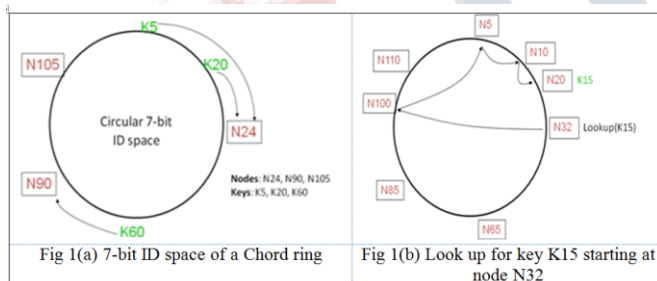 K5
K20
N105
Circular 7-bit
ID space
N24
Nodes: N24, N90, N105
Keys: K5, K20, K60
N90
K60
Fig 1(a) 7-bit ID space of a Chord ring
N5
N10
N110
N20 K15
N100
N32 Lookup(K15)
N85
N65
Fig 1(b) Look up for key K15 starting at
node N32